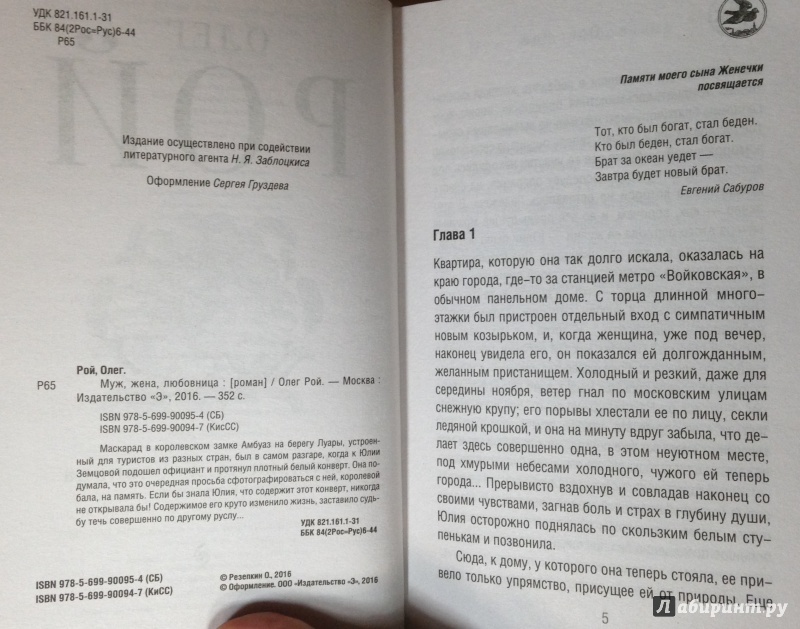 УДК 821.161.1-31
ББК 84(2Рос=Рус)6-44
Р65
Издание осуществлено при содействии
литературного агента Н. Я. Заблоцкиса
Оформление Сергея Груздева
Рой, Олег.
Р65
Муж, жена, любовница : [роман] / Олег Рой. — Москва :
Издательство «Э», 2016. — 352 с.
ISBN 978-5-699-90095-4 (СБ)
ISBN 978-5-699-90094-7 (КисСС)
Маскарад в королевском замке Амбуаз на берегу Луары, устроен-
ный для туристов из разных стран, был в самом разгаре, когда к Юлии
Земцовой подошел официант и протянул плотный белый конверт. Она по-
думала, что это очередная просьба сфотографироваться с ней, королевой
бала, на память. Если бы знала Юлия, что содержит этот конверт, никогда
не открывала бы! Содержимое его круто изменило жизнь, заставило судь-
бу течь совершенно по другому руслу...
УДК 821.161.1-31
ББК 84(2Рос=Рус)6-44
ISBN 978-5-699-90095-4 (СБ)
ISBN 978-5-699-90094-7 (КиСС)
© Резепкин О., 2016
© Оформление. ООО «Издательство «Э», 2016
Памяти моего сына Женечки
посвящается
Тот, кто был богат, стал беден.
Кто был беден, стал богат.
Брат за океан уедет —
Завтра будет новый брат.
Евгений Сабуров
Глава 1
Квартира, которую она так долго искала, оказалась на
краю города, где-то за станцией метро «Войковская», в
обычном панельном доме. С торца длинной много-
этажки был пристроен отдельный вход с симпатичным
новым козырьком, и, когда женщина, уже под вечер,
наконец увидела его, он показался ей долгожданным,
желанным пристанищем. Холодный и резкий, даже для
середины ноября, ветер гнал по московским улицам
снежную крупу; его порывы хлестали ее по лицу, секли
ледяной крошкой, и она на минуту вдруг забыла, что де-
лает здесь совершенно одна, в этом неуютном месте,
под хмурыми небесами холодного, чужого ей теперь
города... Прерывисто вздохнув и совладав наконец со
своими чувствами, загнав боль и страх в глубину души,
Юлия осторожно поднялась по скользким белым сту-
пенькам и позвонила.
Сюда, к дому, у которого она теперь стояла, ее при-
вело только упрямство, присущее ей от природы. Еще
5
Лабиринт.ру